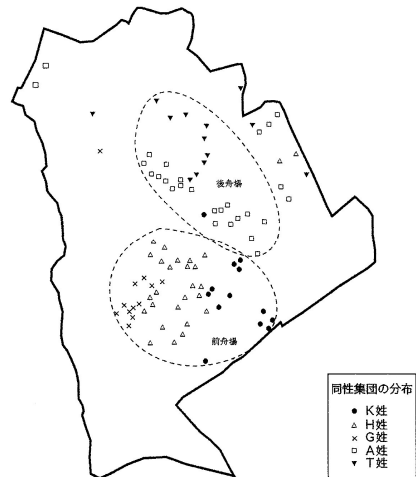 後舟場
前舟場
同性集団の分布
● K姓
△ H姓
× G姓
□ A姓
▼ T姓